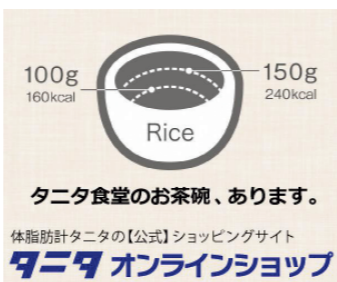 100g
160kcal
150g
240kcal
Rice
タニタ食堂のお茶碗、あります。
体脂肪計タニタの【公式】ショッピングサイト
タニタ オンラインショップ